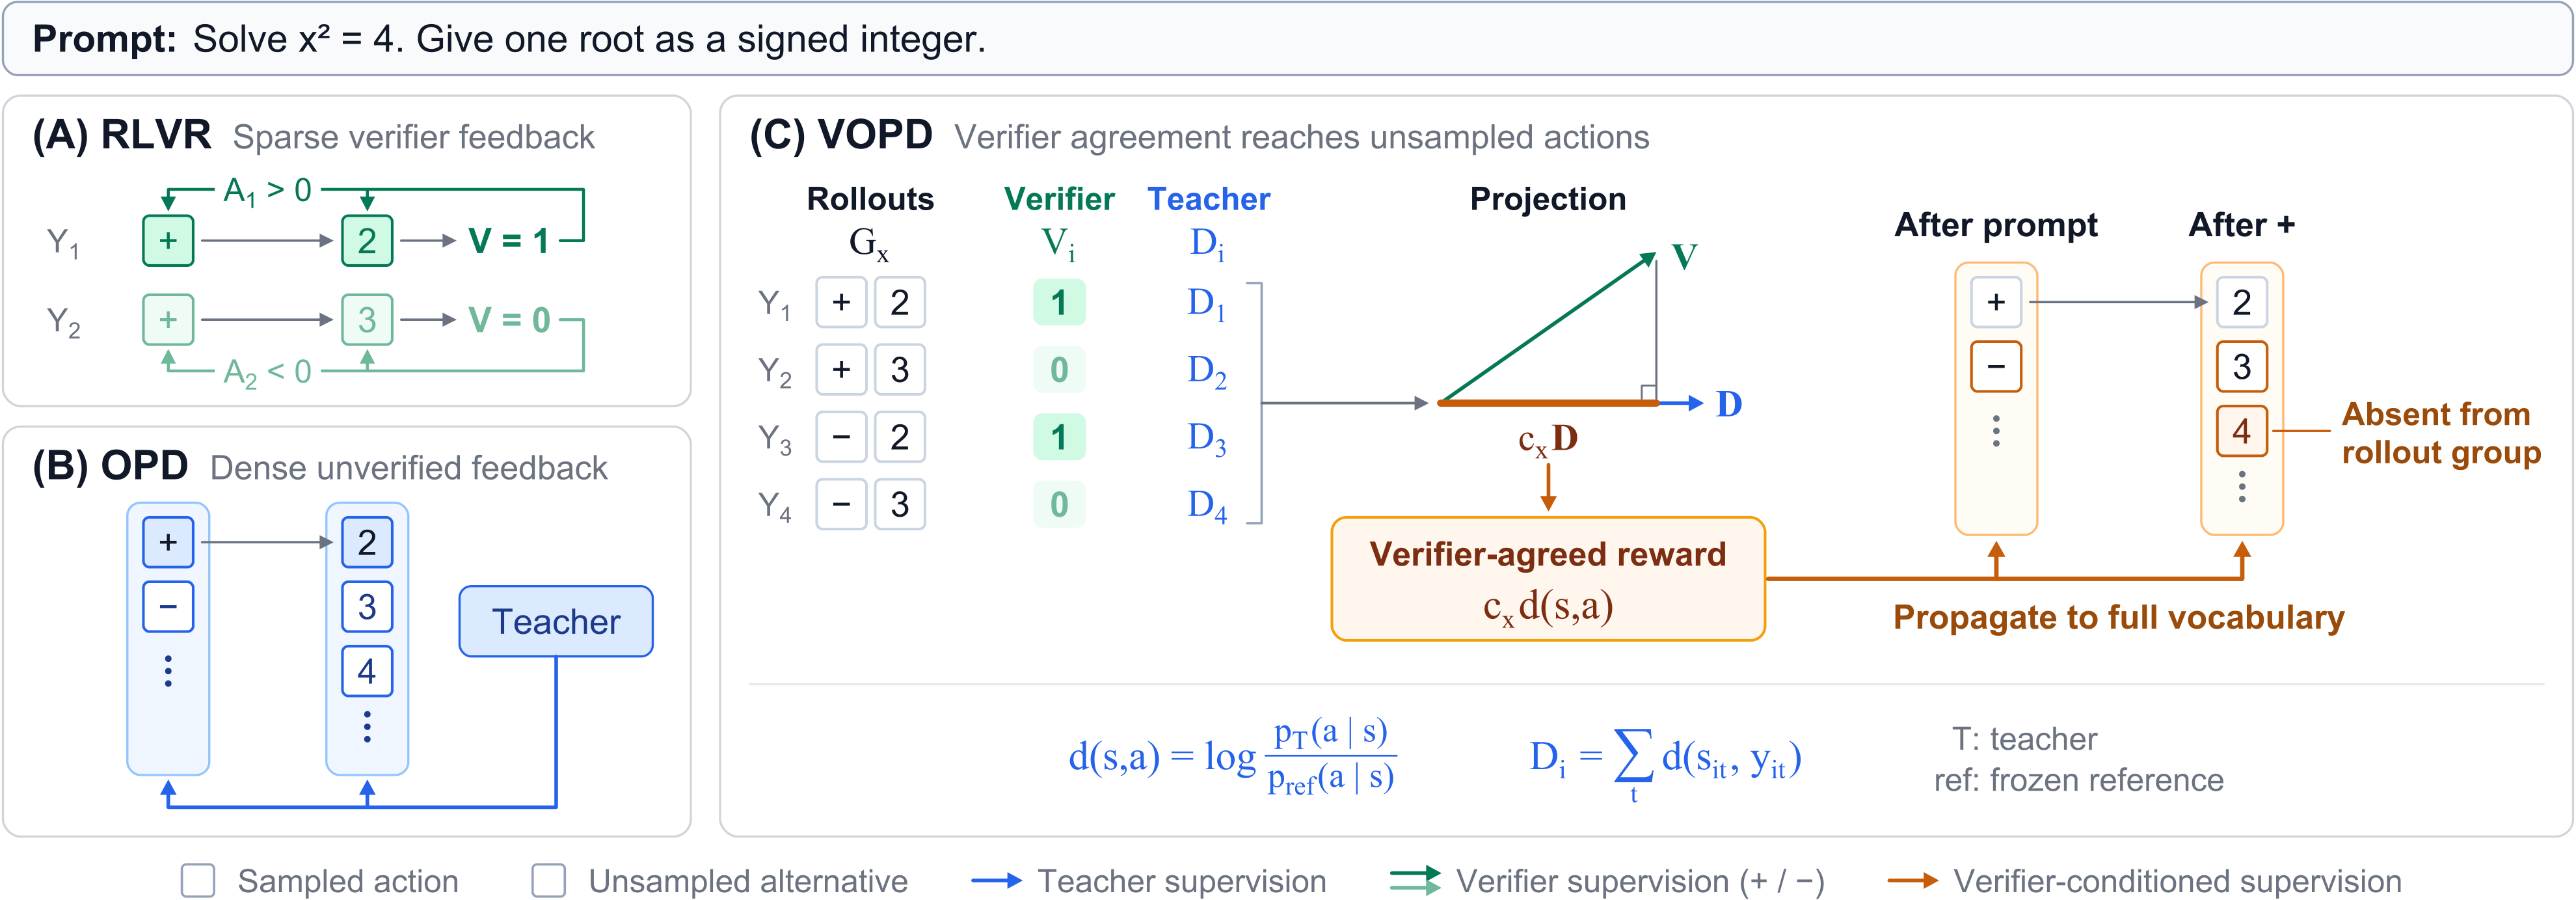 Prompt: Solve x² = 4. Give one root as a signed integer.
(A) RLVR Sparse verifier feedback
A₁ > 0
Y₁ + 2 V = 1
Y₂ + 3 V = 0
A₂ < 0
(B) OPD Dense unverified feedback
+ 2
− 3
⋮ 4
⋮
Teacher
(C) VOPD Verifier agreement reaches unsampled actions
Rollouts Verifier Teacher
Gₓ Vᵢ Dᵢ
Y₁ + 2 1 D₁
Y₂ + 3 0 D₂
Y₃ − 2 1 D₃
Y₄ − 3 0 D₄
Projection
V
D
cₓD
Verifier-agreed reward
cₓd(s,a)
After prompt After +
+ 2
− 3
⋮ 4
⋮
Absent from
rollout group
Propagate to full vocabulary
d(s,a) = log p_T(a | s) / p_ref(a | s)
Dᵢ = ∑_t d(s_it, y_it)
T: teacher
ref: frozen reference
Sampled action Unsampled alternative Teacher supervision Verifier supervision (+ / −) Verifier-conditioned supervision